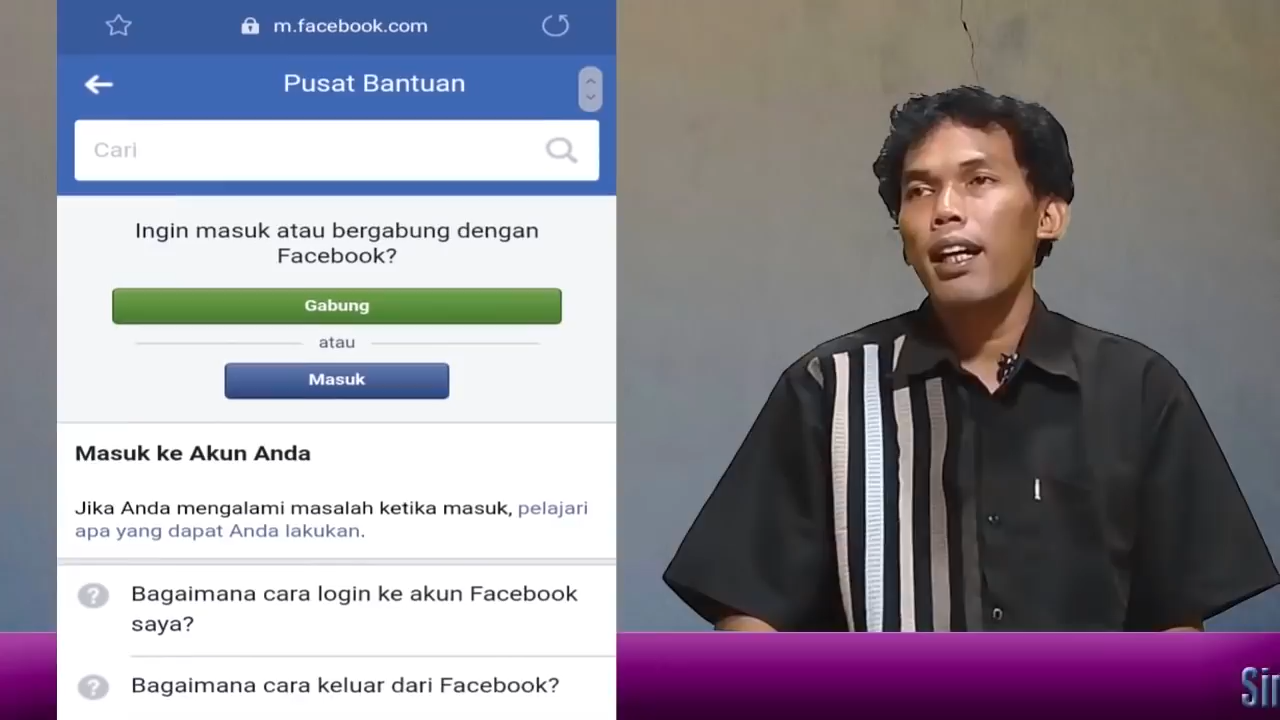 m.facebook.com
Pusat Bantuan
Cari
Ingin masuk atau bergabung dengan
Facebook?
Gabung
atau
Masuk
Masuk ke Akun Anda
Jika Anda mengalami masalah ketika masuk, pelajari
apa yang dapat Anda lakukan.
Bagaimana cara login ke akun Facebook
saya?
Bagaimana cara keluar dari Facebook?